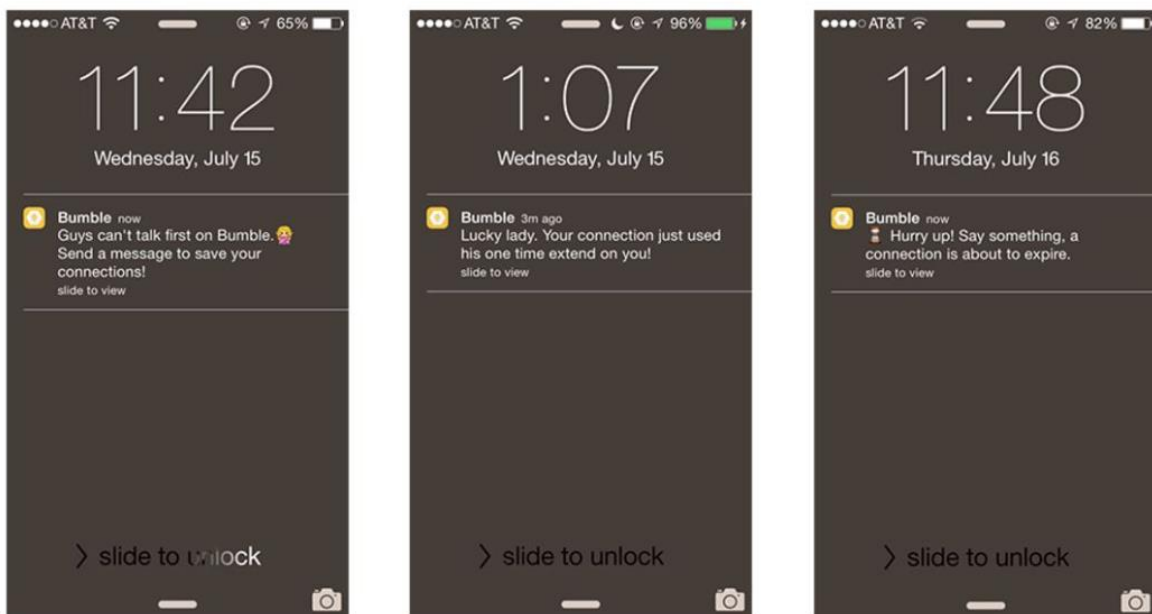 AT&T 65%
11:42
Wednesday, July 15
Bumble now
Guys can't talk first on Bumble.🙅
Send a message to save your
connections!
slide to view
> slide to unlock
AT&T 96%
1:07
Wednesday, July 15
Bumble 3m ago
Lucky lady. Your connection just used
his one time extend on you!
slide to view
> slide to unlock
AT&T 82%
11:48
Thursday, July 16
Bumble now
⏳ Hurry up! Say something, a
connection is about to expire.
slide to view
> slide to unlock